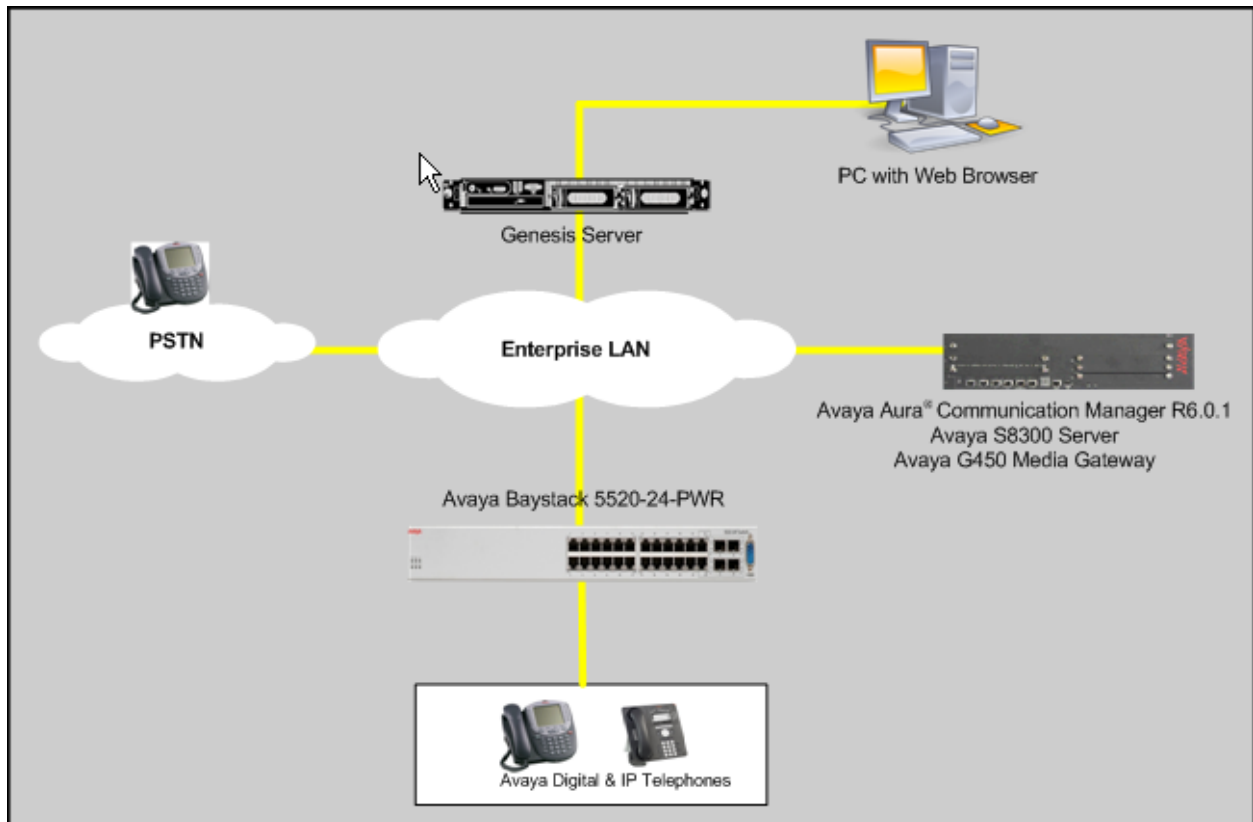 PC with Web Browser
Genesis Server
PSTN
Enterprise LAN
AVAYA
Avaya Aura® Communication Manager R6.0.1
Avaya S8300 Server
Avaya G450 Media Gateway
Avaya Baystack 5520-24-PWR
Avaya Digital & IP Telephones